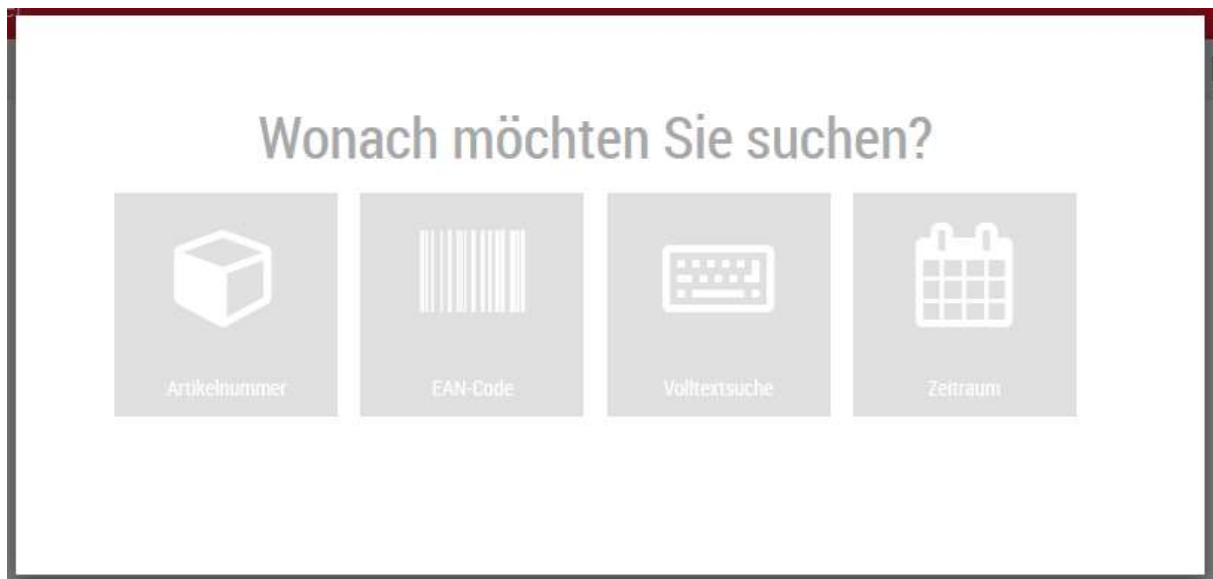 Wonach möchten Sie suchen?
Artikelnummer
EAN-Code
Volltextsuche
Zeitraum